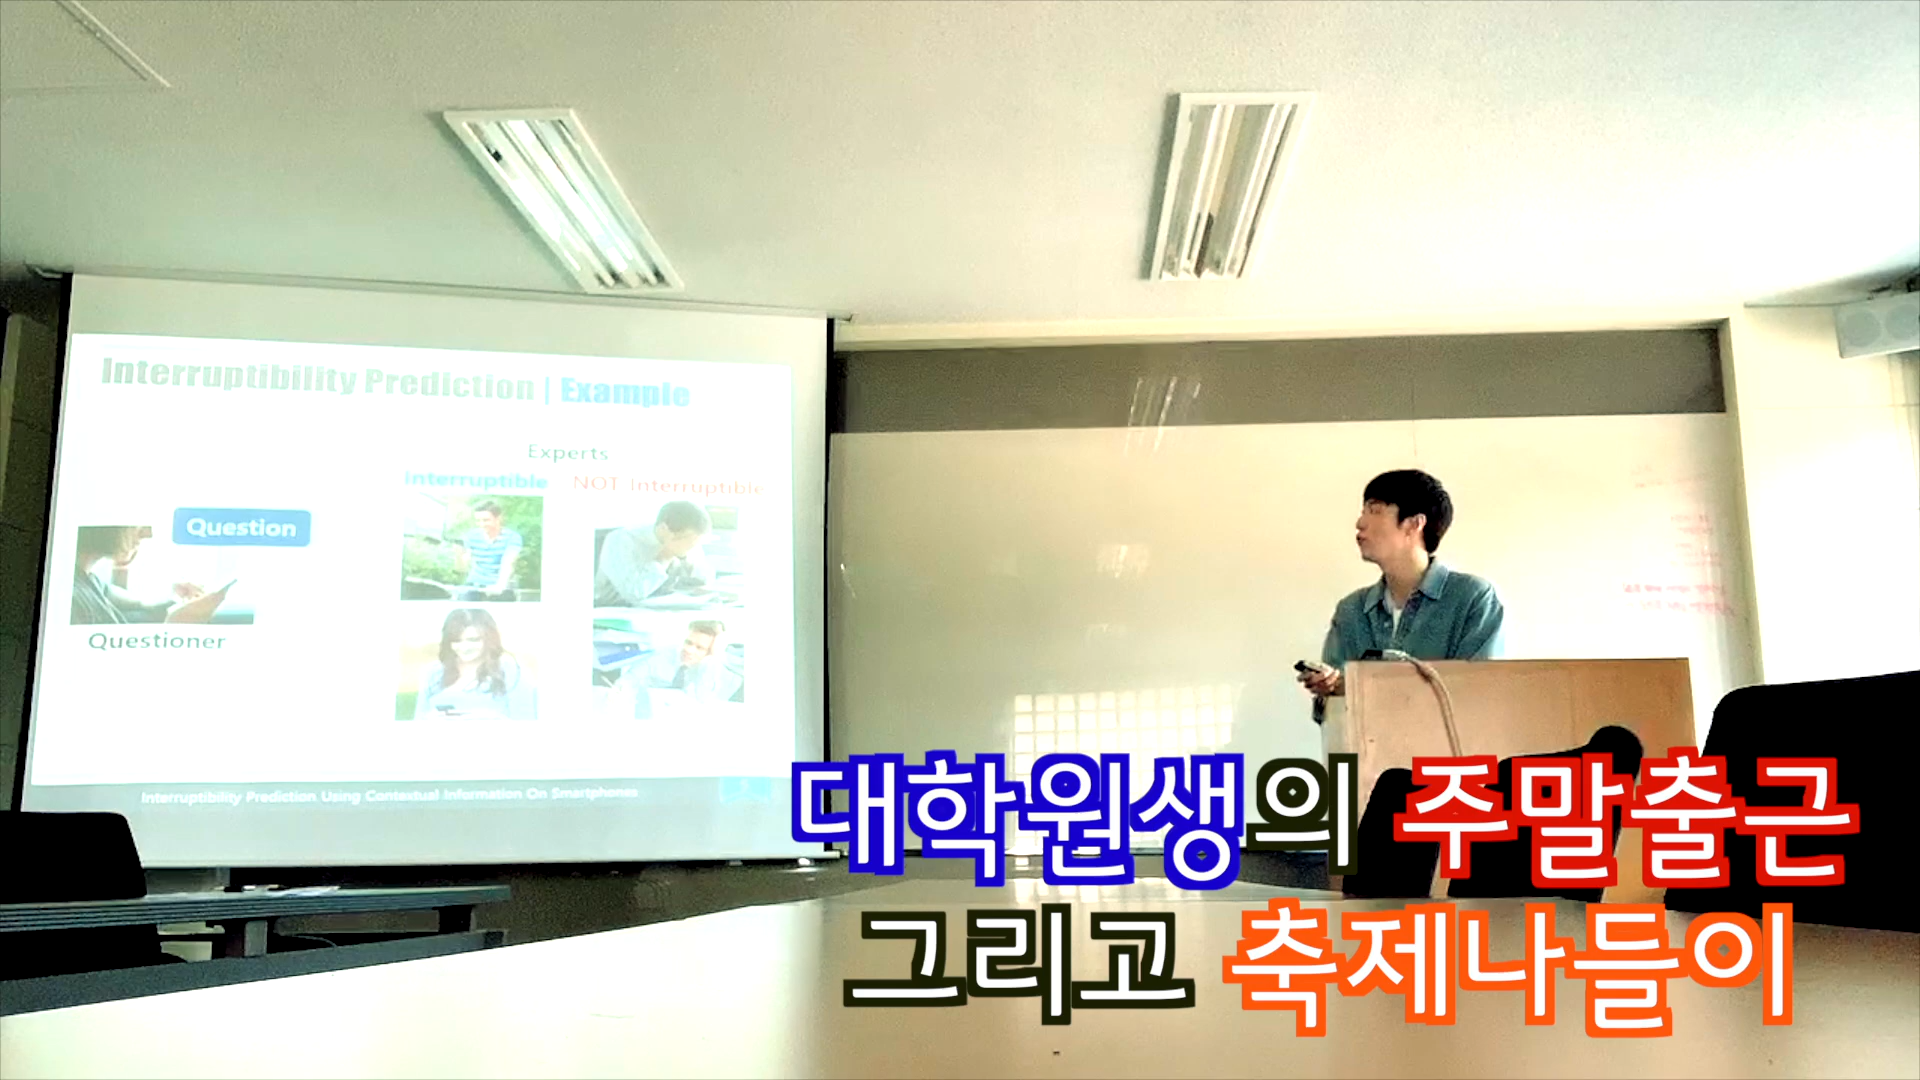 Interruptibility Prediction | Example
Experts
interruptible
NOT Interruptible
Question
Questioner
Interruptibility Prediction Using Contextual Information On Smartphones
대학원생의 주말출근
그리고 축제나들이